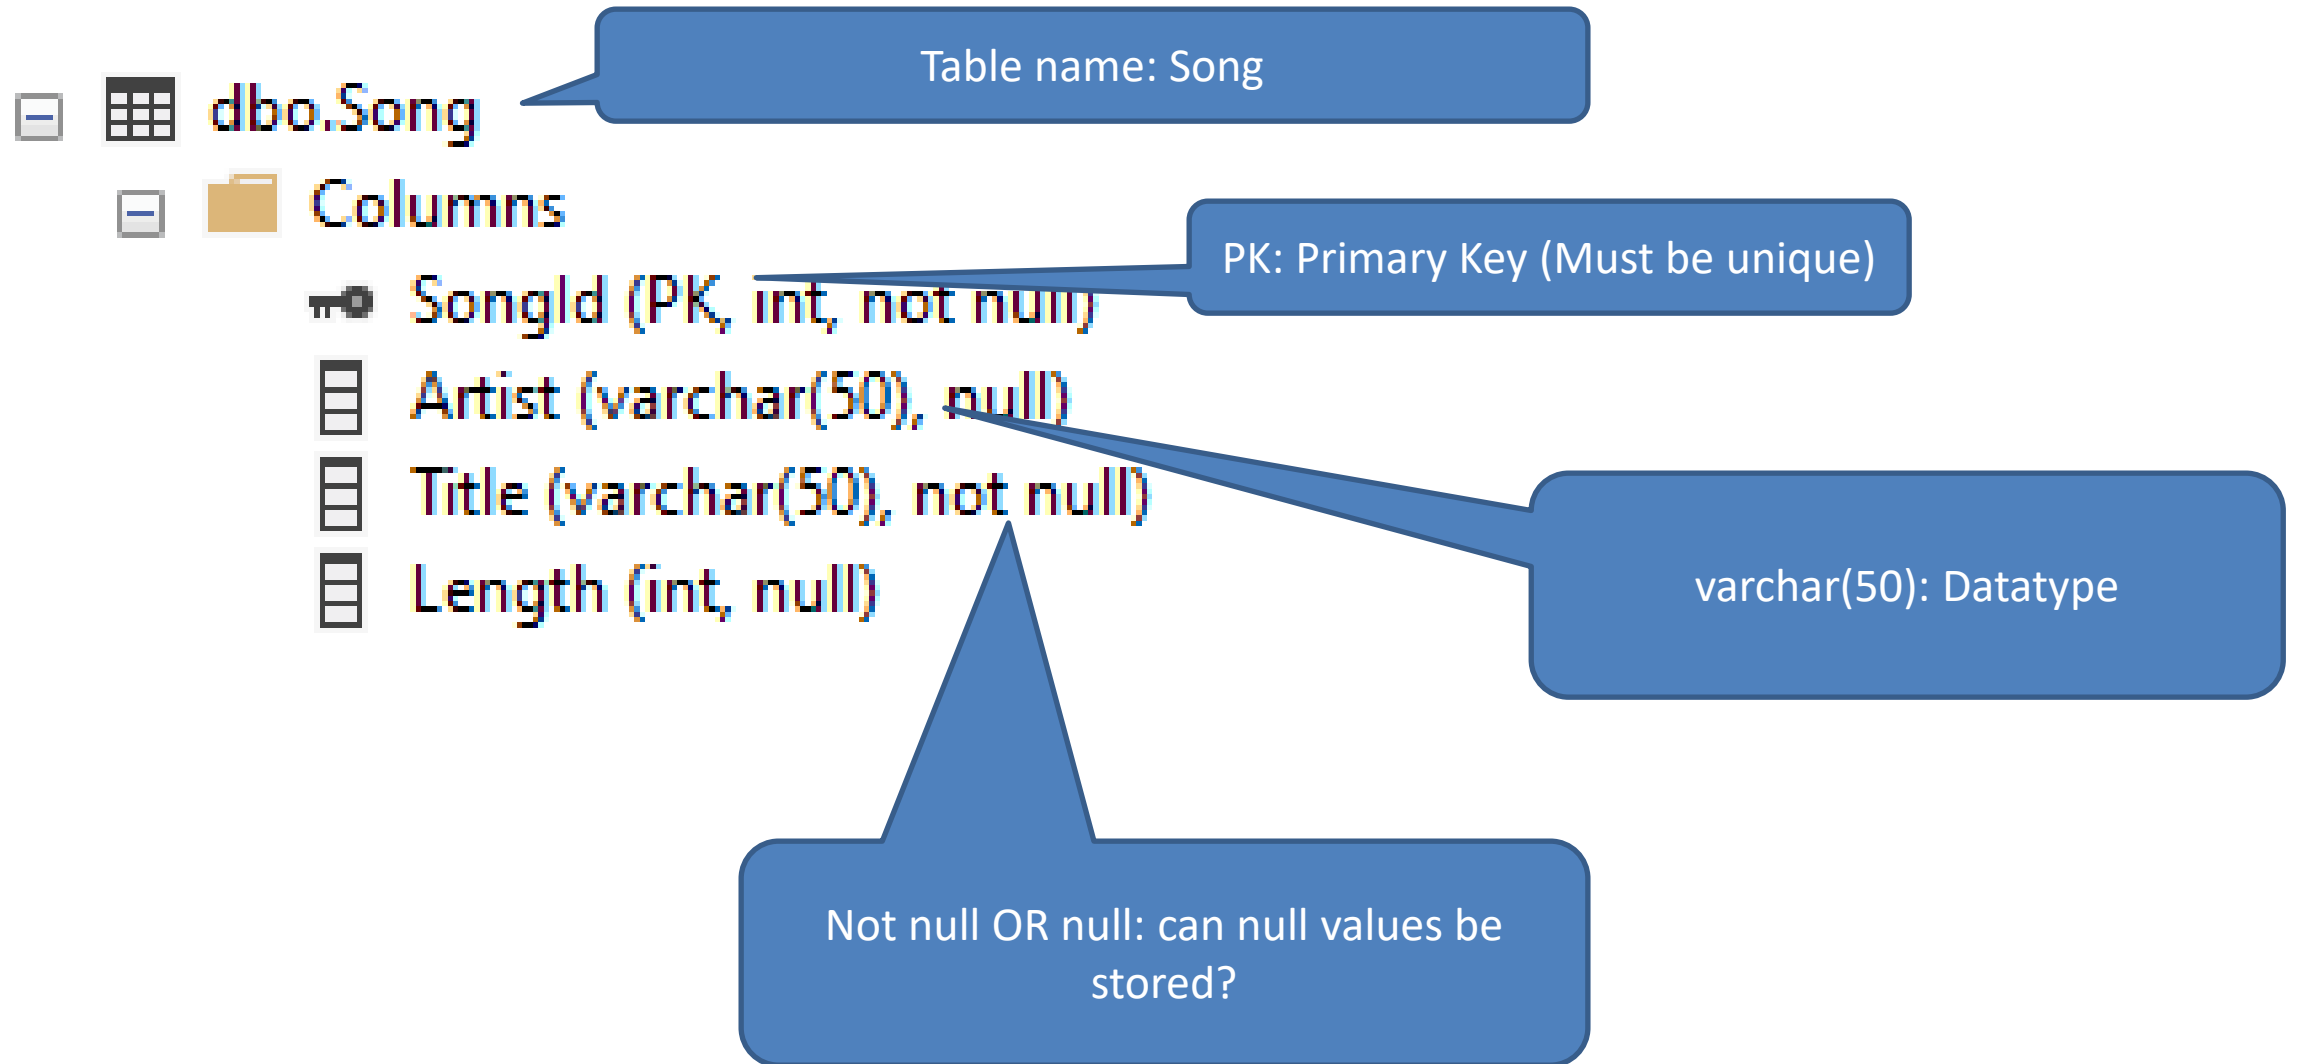 Table name: Song
dbo.Song
Columns
PK: Primary Key (Must be unique)
SongId (PK, int, not null)
Artist (varchar(50), null)
Title (varchar(50), not null)
varchar(50): Datatype
Length (int, null)
Not null OR null: can null values be
stored?